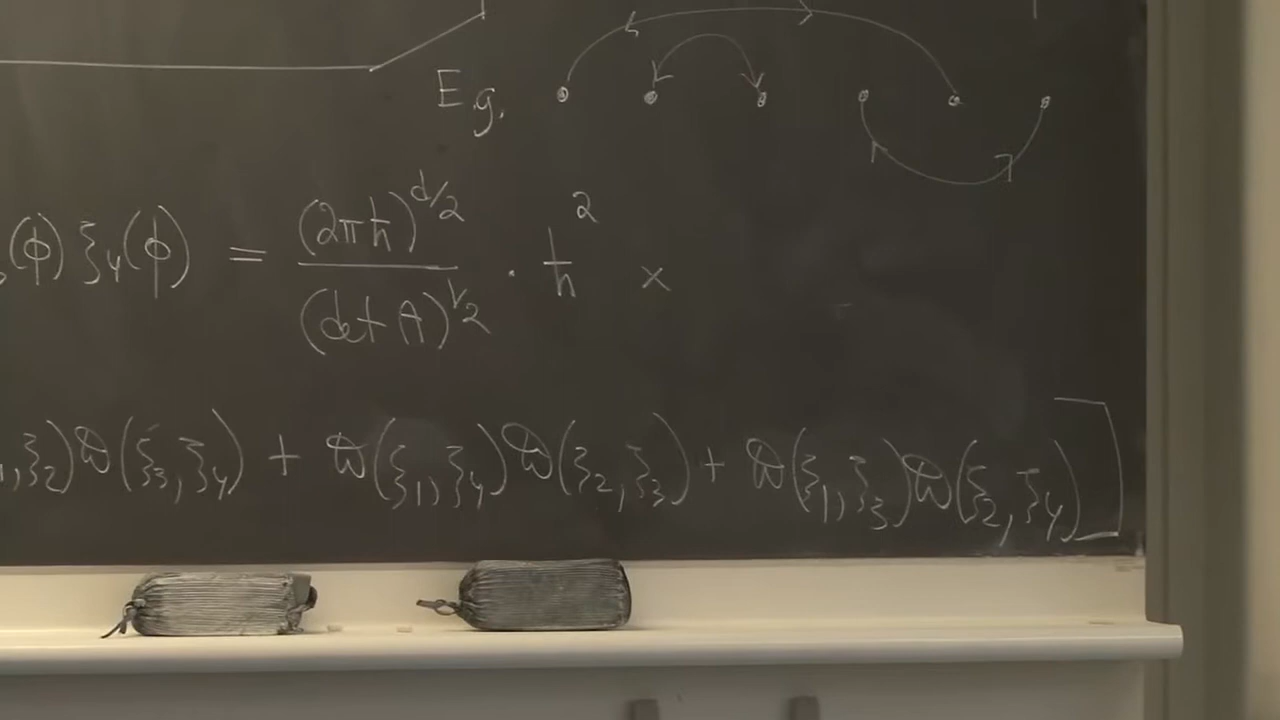 E.g.
(ϕ) ξ₄(ϕ) = (2πħ)^{d/2} / (det A)^{1/2} · ħ² ×
,ξ₂)ϖ(ξ₃,ξ₄) + ϖ(ξ₁,ξ₄)ϖ(ξ₂,ξ₃) + ϖ(ξ₁,ξ₃)ϖ(ξ₂,ξ₄)]